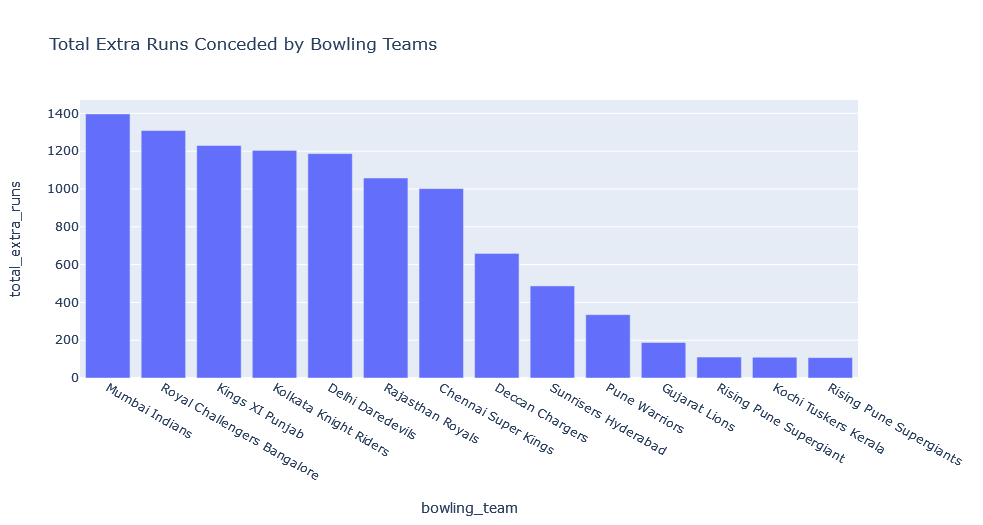 Total Extra Runs Conceded by Bowling Teams
total_extra_runs
1400
1200
1000
800
600
400
200
0
Mumbai Indians
Royal Challengers Bangalore
Kings XI Punjab
Kolkata Knight Riders
Delhi Daredevils
Rajasthan Royals
Chennai Super Kings
Deccan Chargers
Sunrisers Hyderabad
Pune Warriors
Gujarat Lions
Rising Pune Supergiant
Kochi Tuskers Kerala
Rising Pune Supergiants
bowling_team